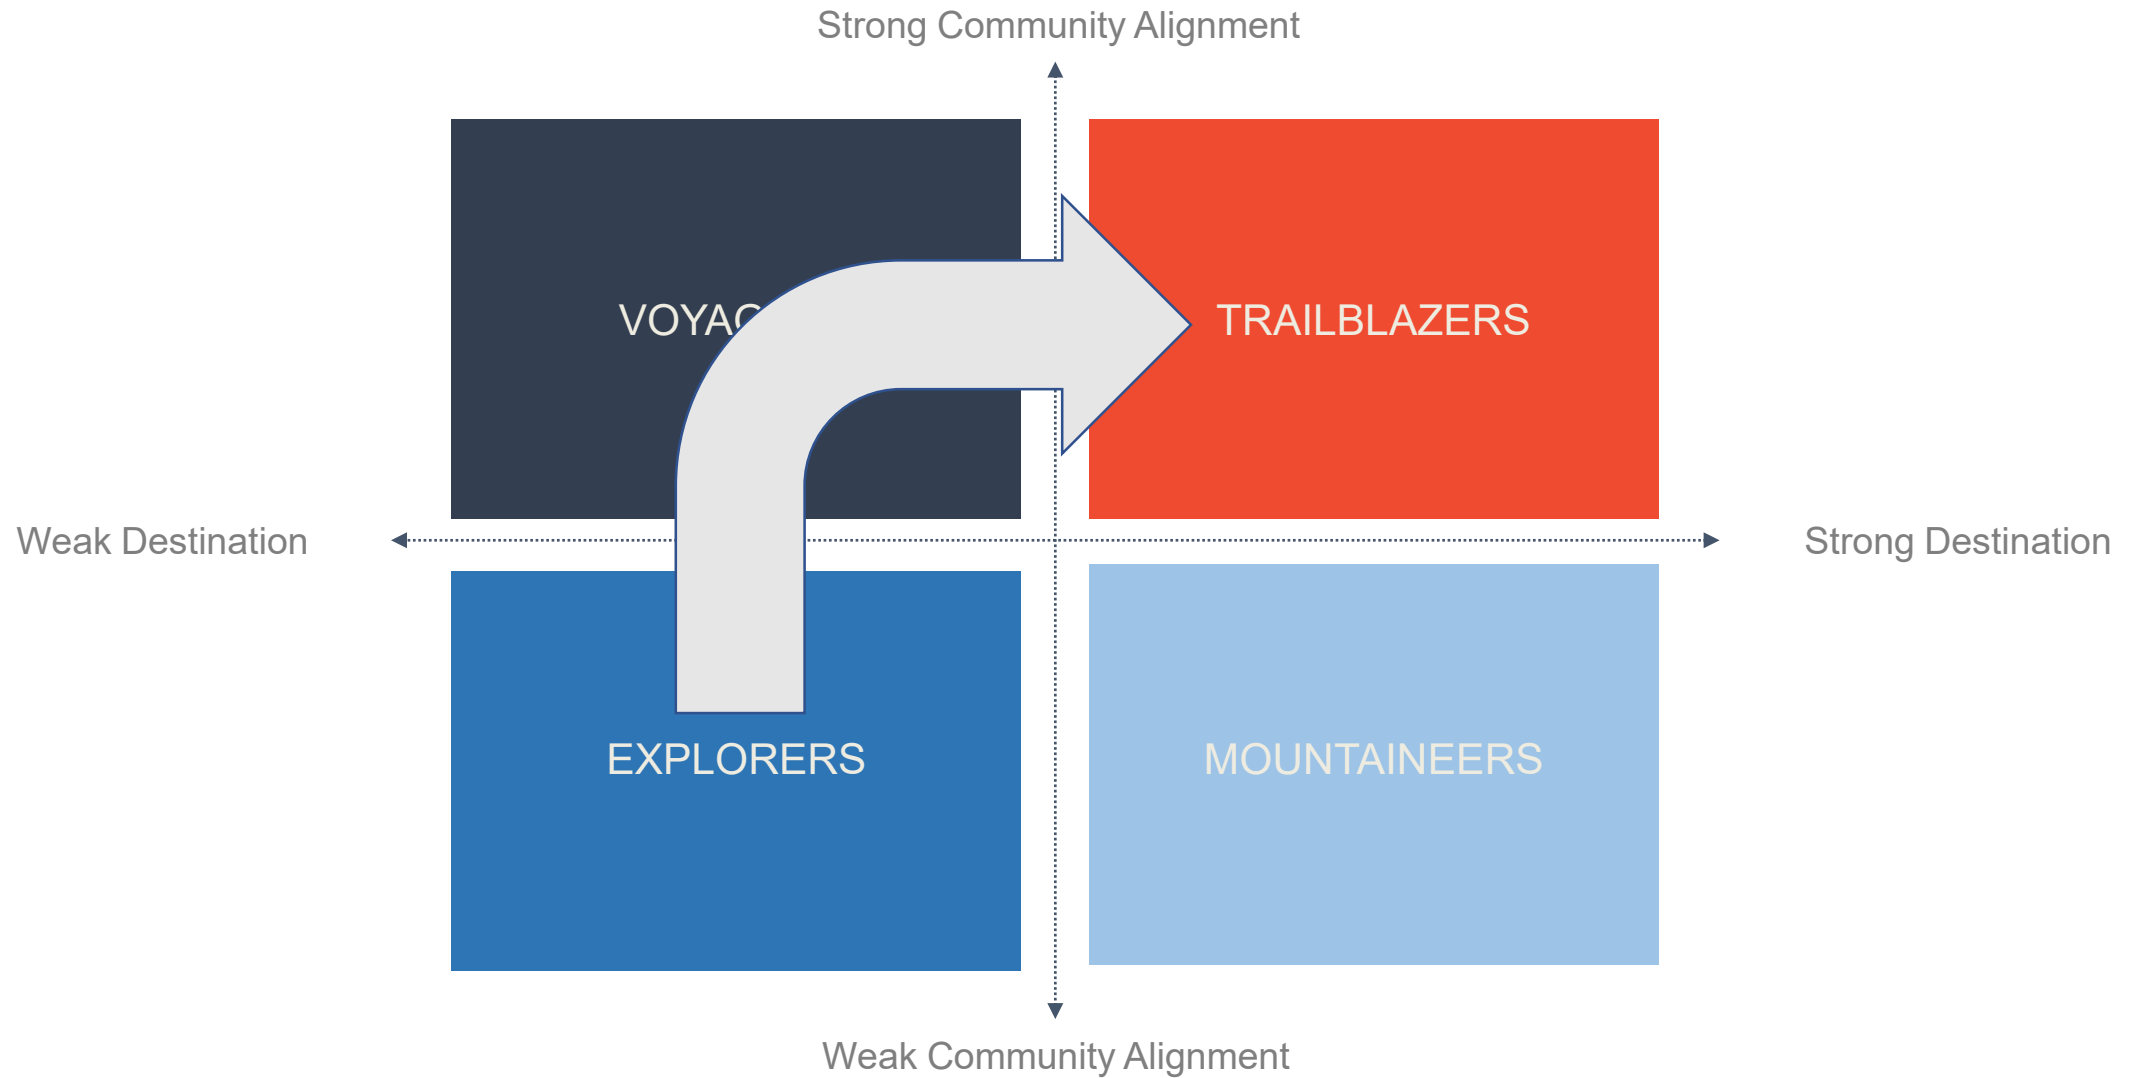 Strong Community Alignment
TRAILBLAZERS
Weak Destination
Strong Destination
EXPLORERS
MOUNTAINEERS
Weak Community Alignment